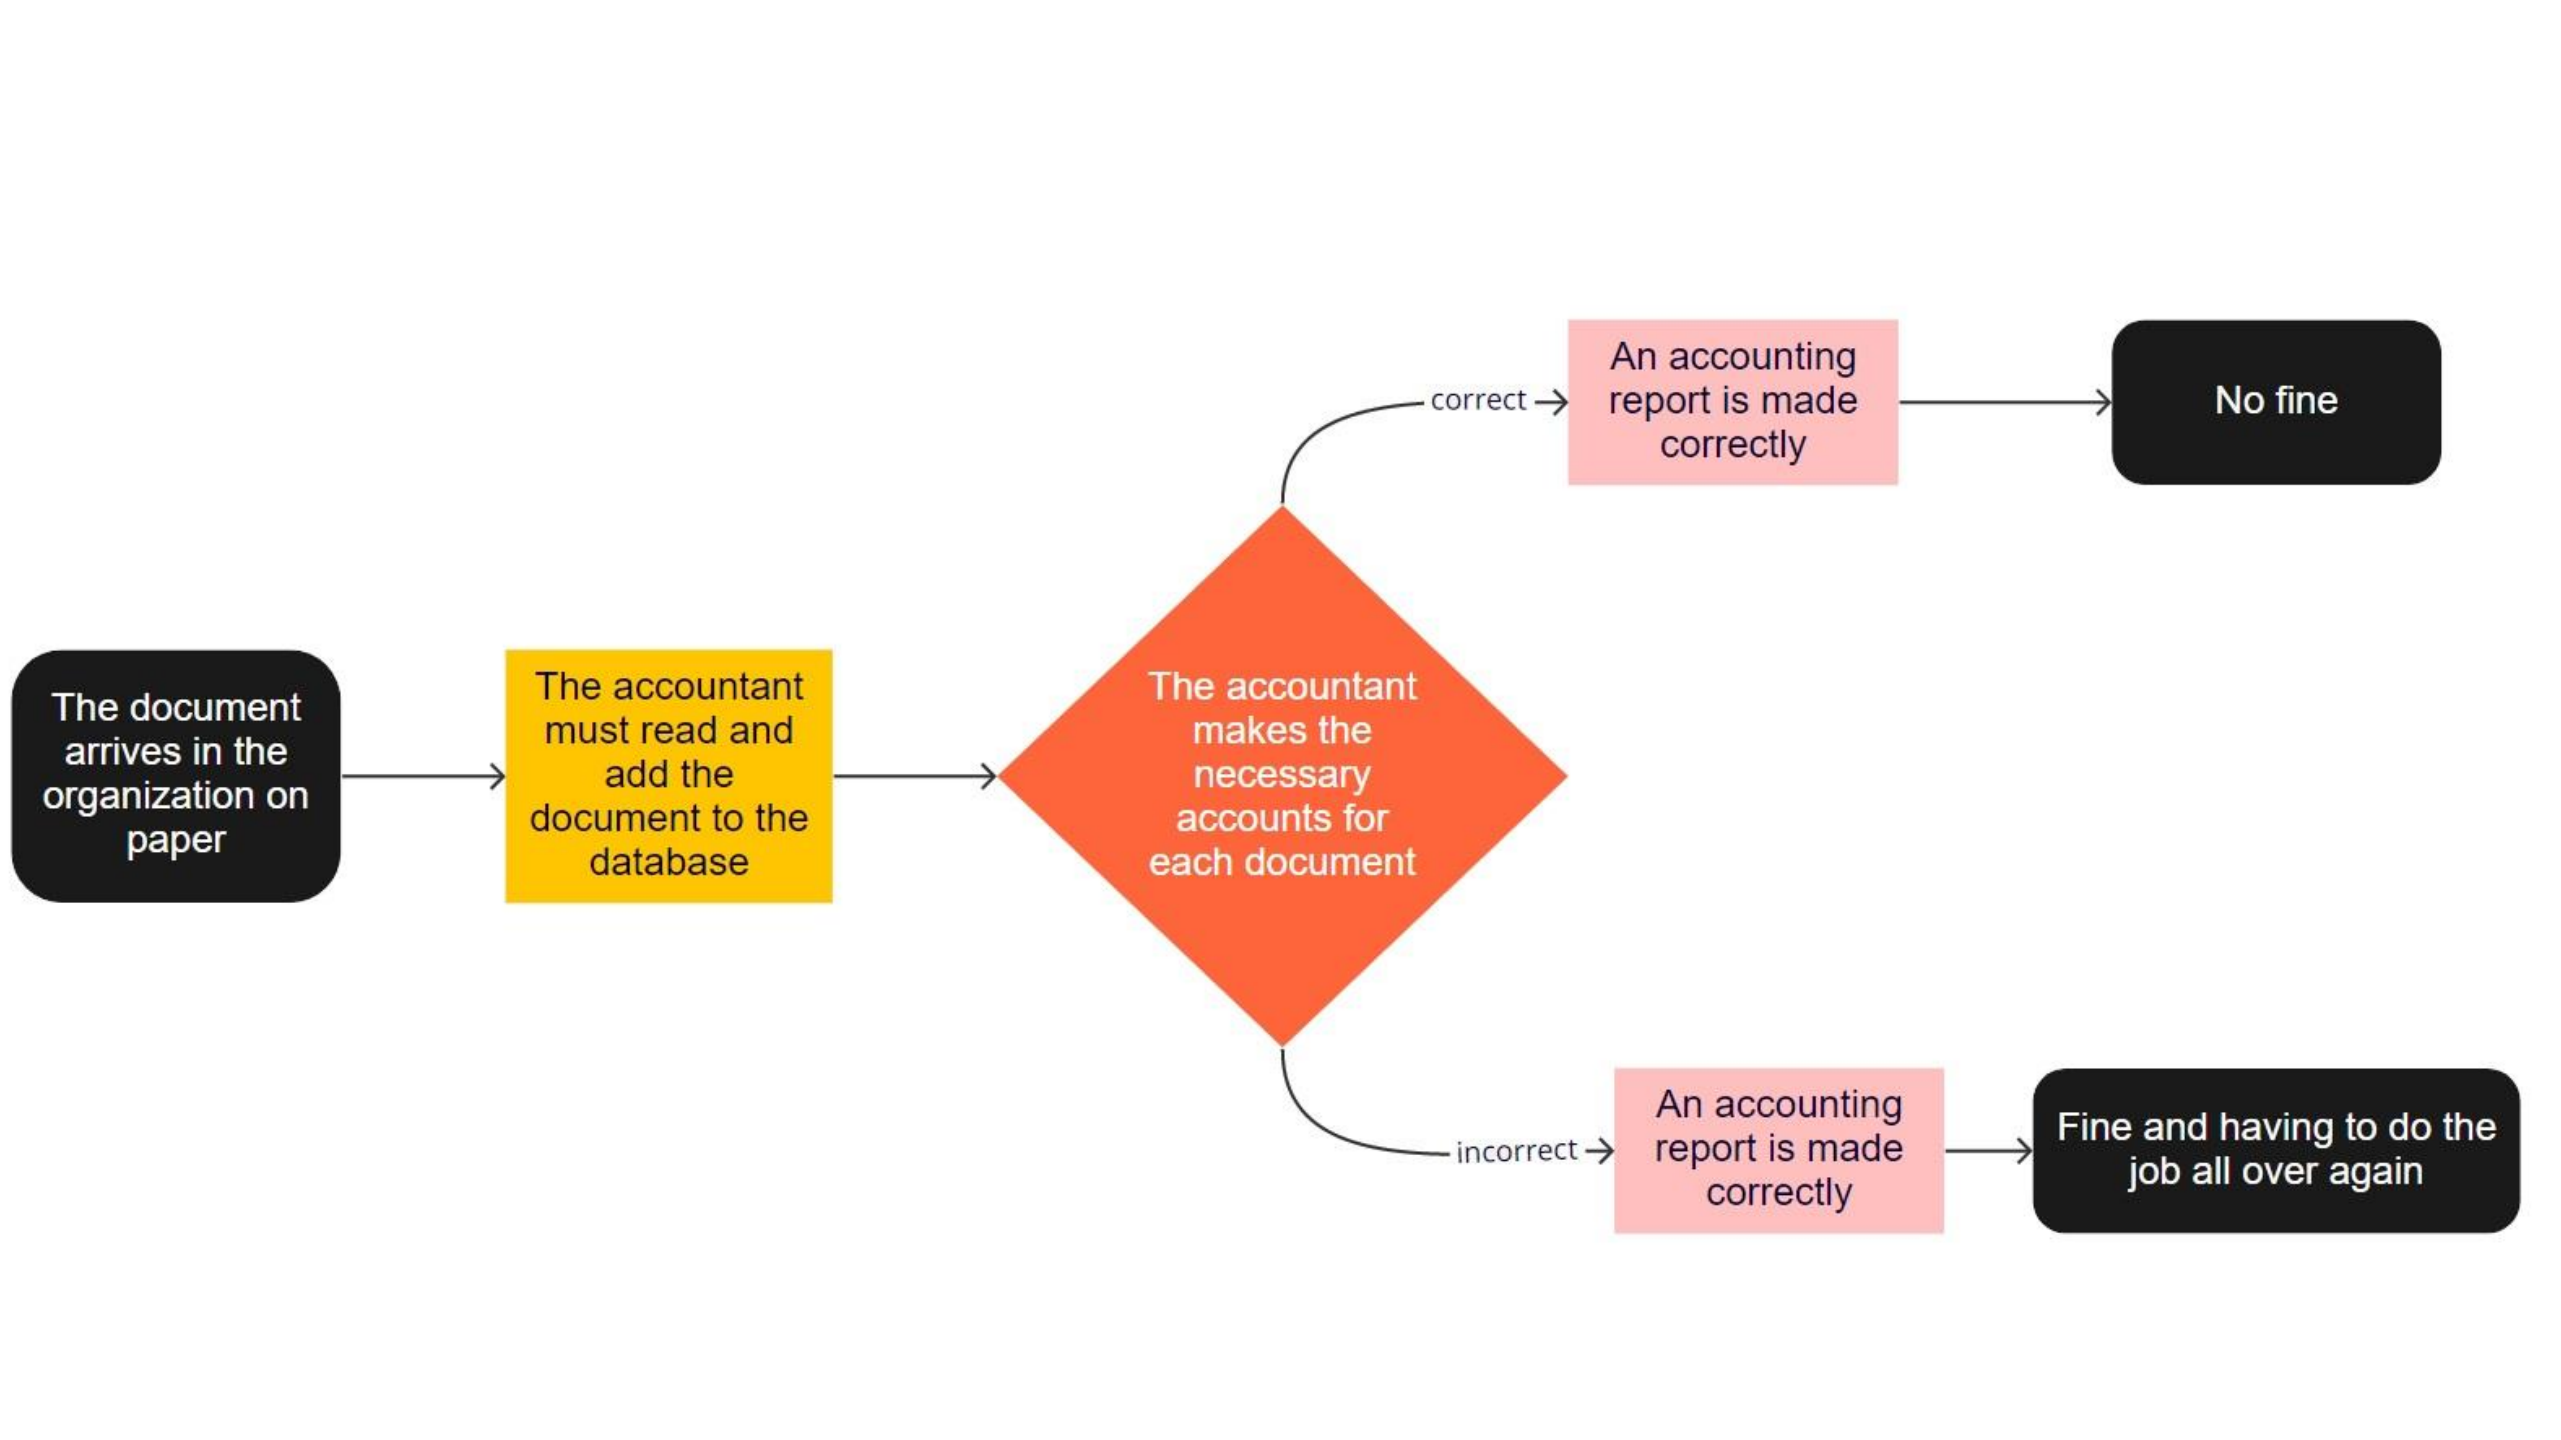 The document
arrives in the
organization on
paper
The accountant
must read and
add the
document to the
database
The accountant
makes the
necessary
accounts for
each document
correct
An accounting
report is made
correctly
No fine
incorrect
An accounting
report is made
correctly
Fine and having to do the
job all over again